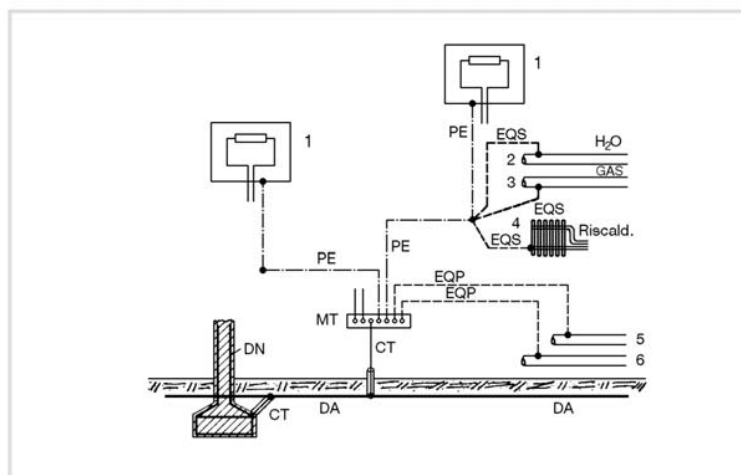 1
PE
EQS
H₂O
2
1
3
GAS
4
EQS
EQS
Riscald.
PE
PE
EQP
EQP
MT
5
DN
CT
6
CT
DA
DA